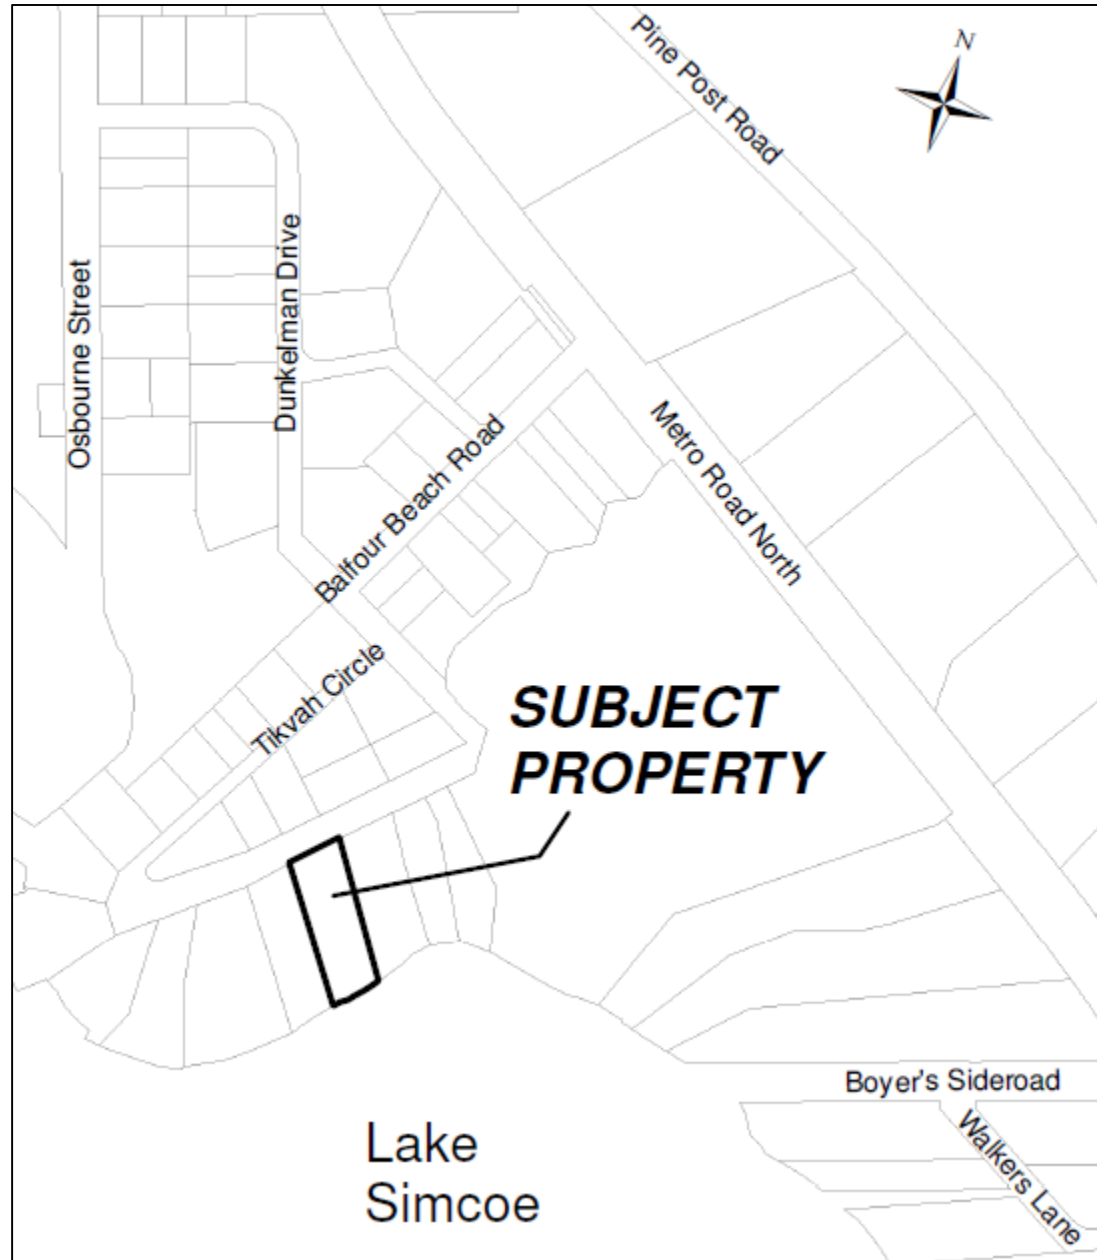 Pine Post Road
N
Dunkelman Drive
Osbourne Street
Balfour Beach Road
Metro Road North
Tikvah Circle
SUBJECT
PROPERTY
Boyer's Sideroad
Walkers Lane
Lake
Simcoe